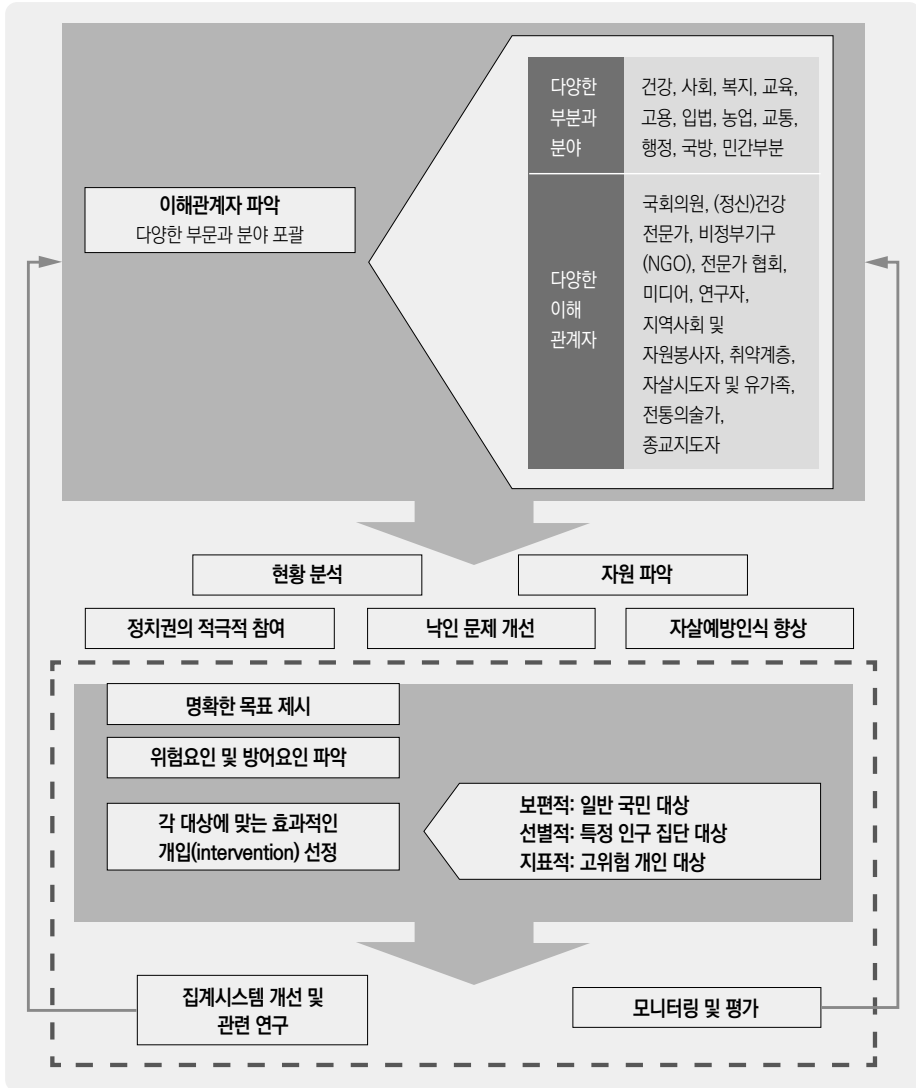 이해관계자 파악
다양한 부문과 분야 포괄
다양한
부분과
분야
건강, 사회, 복지, 교육,
고용, 입법, 농업, 교통,
행정, 국방, 민간부분
다양한
이해
관계자
국회의원, (정신)건강
전문가, 비정부기구
(NGO), 전문가 협회,
미디어, 연구자,
지역사회 및
자원봉사자, 취약계층,
자살시도자 및 유가족,
전통의술가,
종교지도자
현황 분석
자원 파악
정치권의 적극적 참여
낙인 문제 개선
자살예방인식 향상
명확한 목표 제시
위험요인 및 방어요인 파악
각 대상에 맞는 효과적인
개입(intervention) 선정
보편적: 일반 국민 대상
선별적: 특정 인구 집단 대상
지표적: 고위험 개인 대상
집계시스템 개선 및
관련 연구
모니터링 및 평가